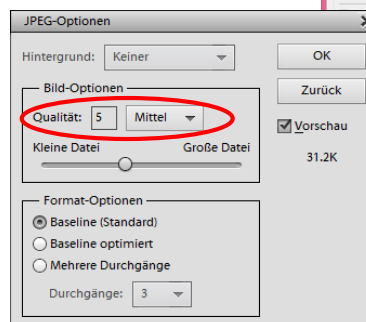 JPEG-Optionen
Hintergrund: Keiner
OK
Bild-Optionen
Zurück
Qualität: 5 Mittel
Vorschau
Kleine Datei Große Datei
31.2K
Format-Optionen
Baseline (Standard)
Baseline optimiert
Mehrere Durchgänge
Durchgänge: 3